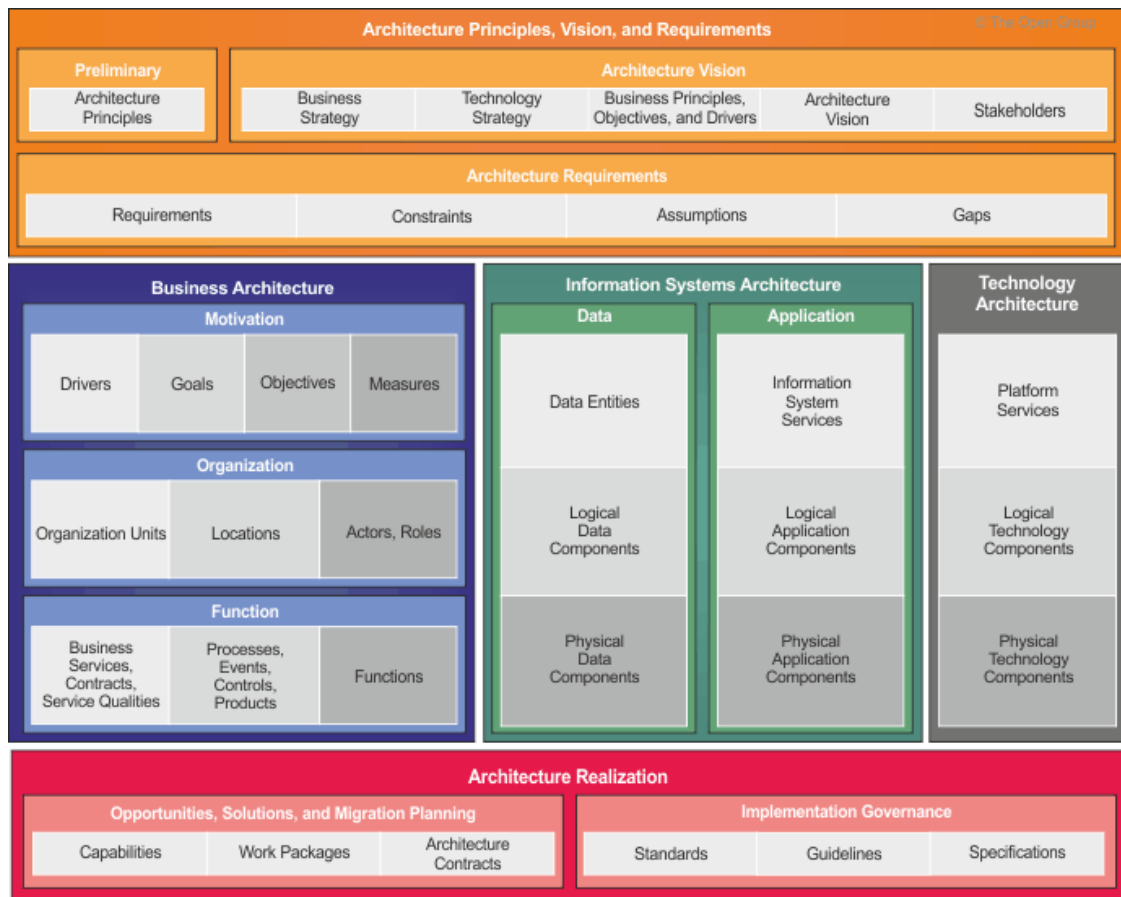 © The Open Group
Architecture Principles, Vision, and Requirements
Preliminary
Architecture
Principles
Architecture Vision
Business
Strategy
Technology
Strategy
Business Principles,
Objectives, and Drivers
Architecture
Vision
Stakeholders
Architecture Requirements
Requirements
Constraints
Assumptions
Gaps
Business Architecture
Motivation
Drivers
Goals
Objectives
Measures
Organization
Organization Units
Locations
Actors, Roles
Function
Business
Services,
Contracts,
Service Qualities
Processes,
Events,
Controls,
Products
Functions
Information Systems Architecture
Data
Data Entities
Logical
Data
Components
Physical
Data
Components
Application
Information
System
Services
Logical
Application
Components
Physical
Application
Components
Technology
Architecture
Platform
Services
Logical
Technology
Components
Physical
Technology
Components
Architecture Realization
Opportunities, Solutions, and Migration Planning
Capabilities
Work Packages
Architecture
Contracts
Implementation Governance
Standards
Guidelines
Specifications